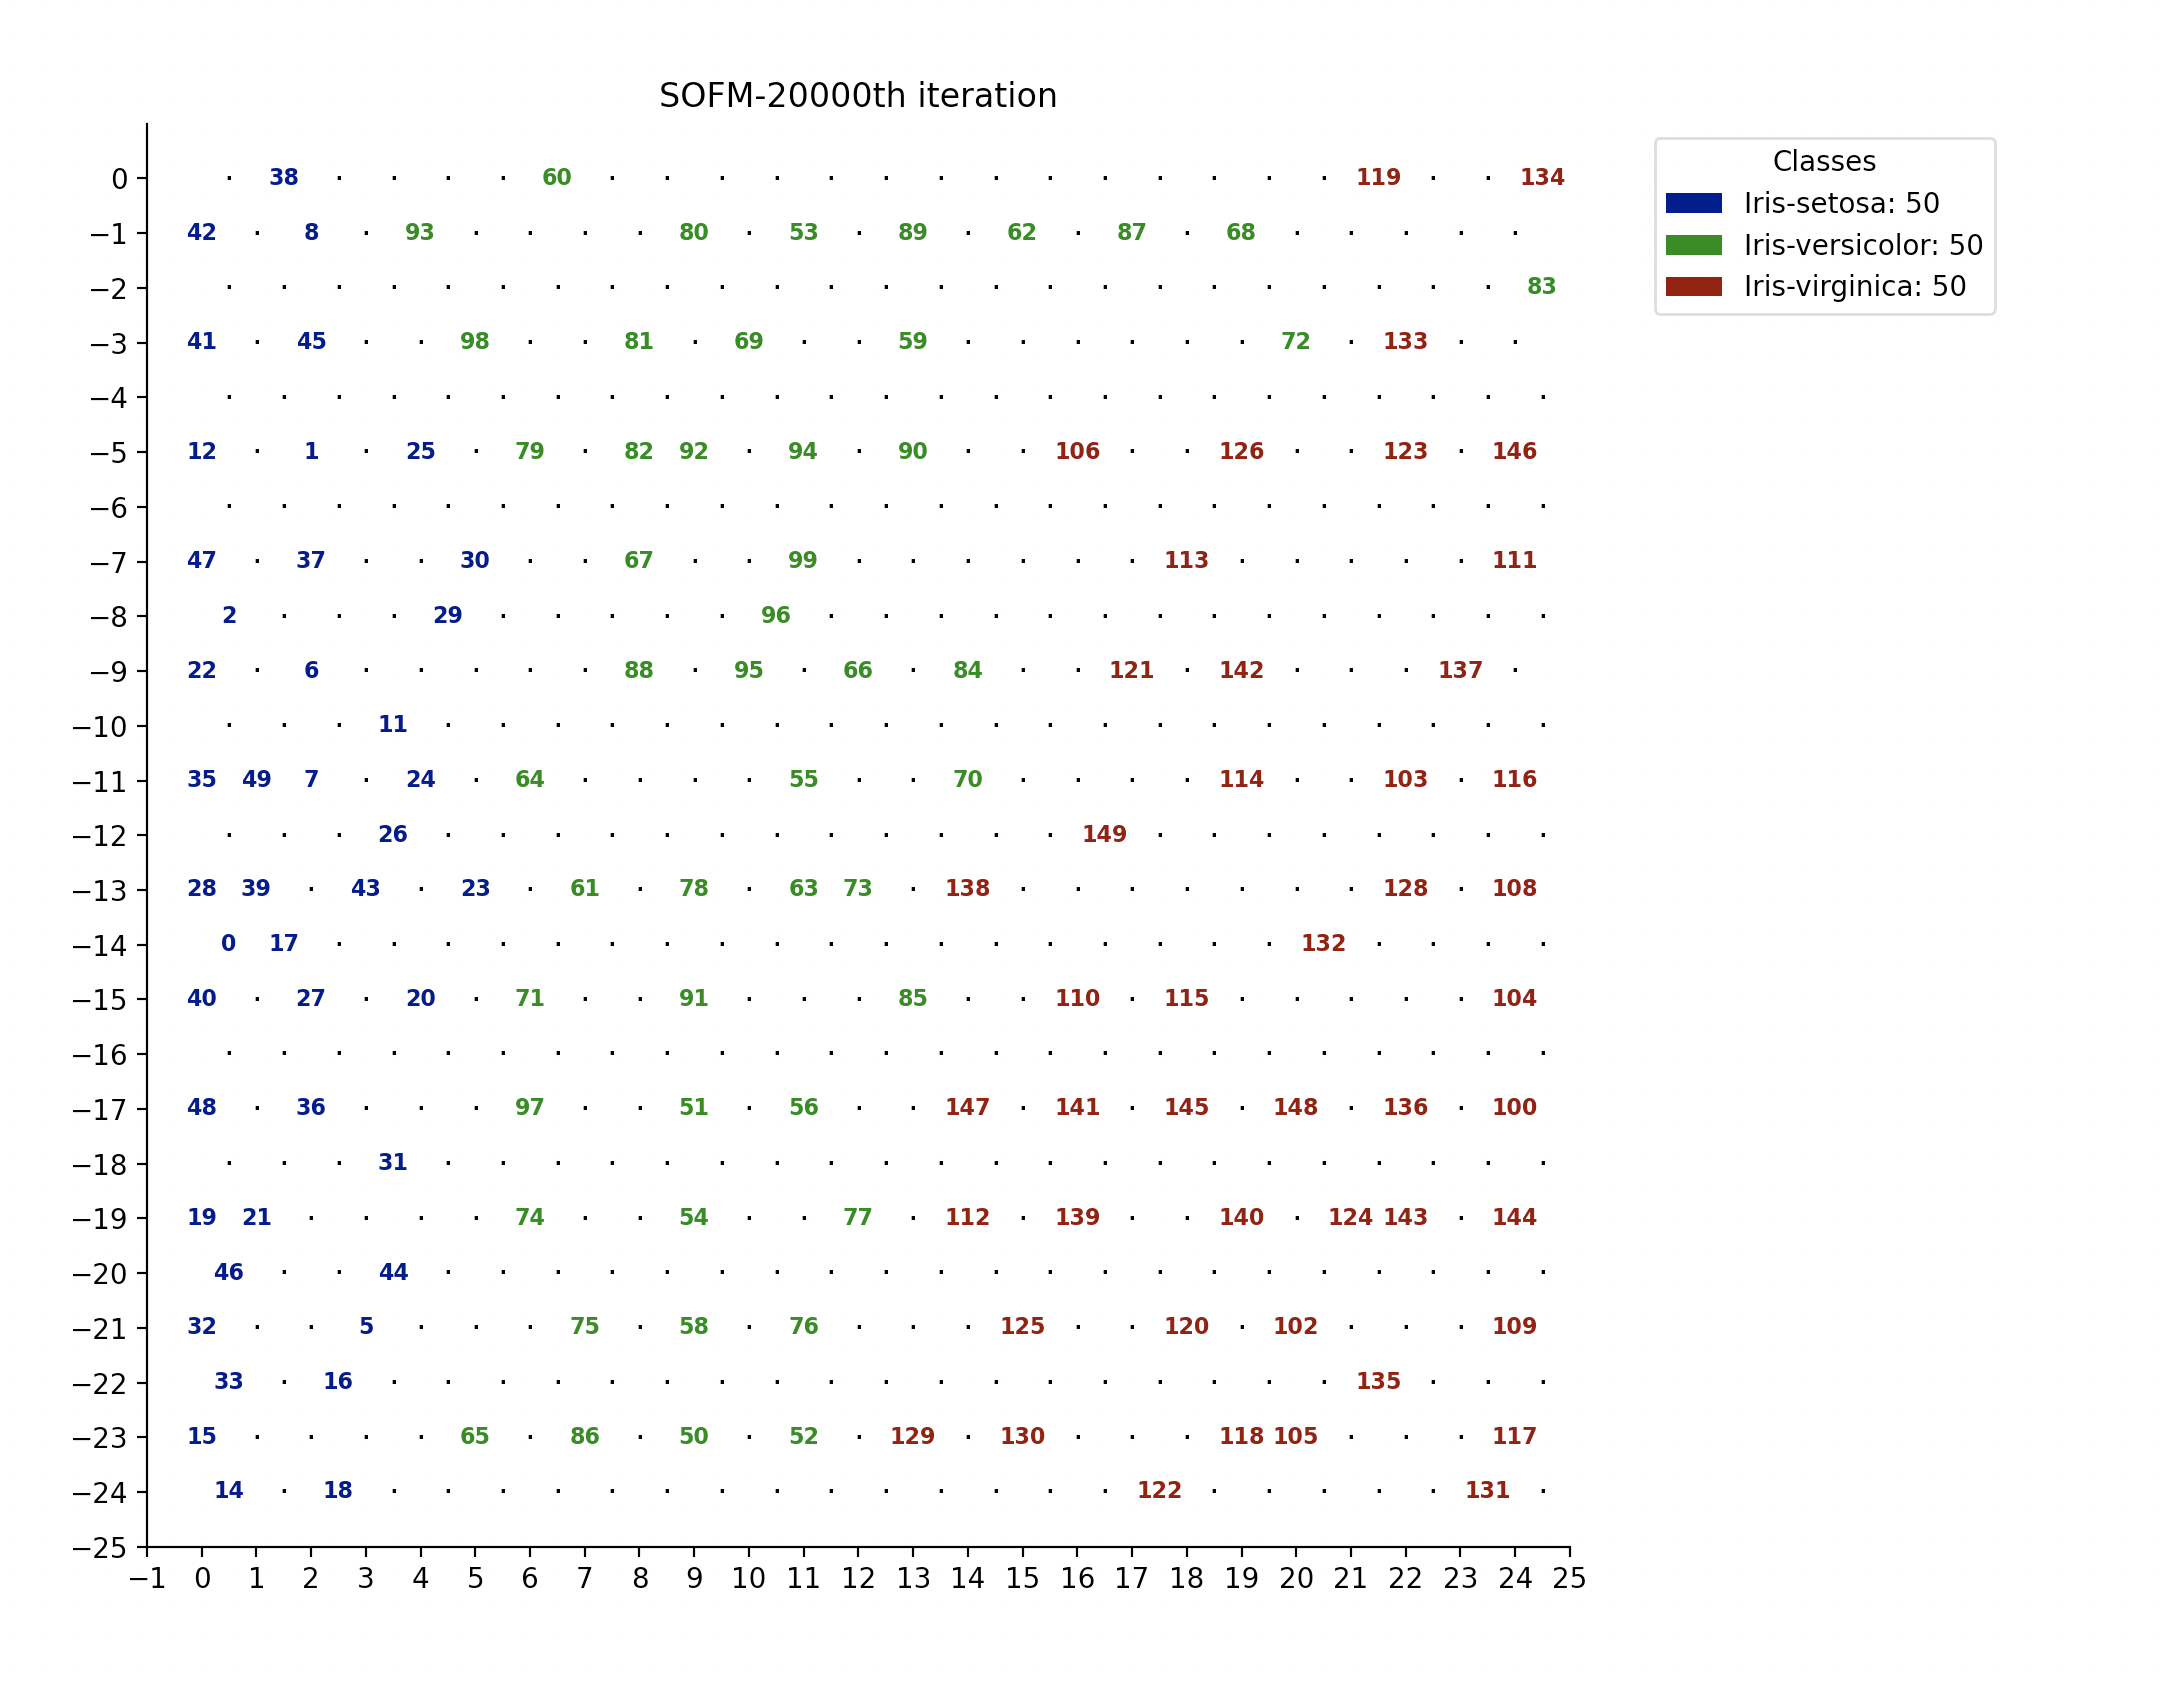 SOFM-20000th iteration
Classes
Iris-setosa: 50
Iris-versicolor: 50
Iris-virginica: 50
0 38 60 119 134
−1 42 8 93 80 53 89 62 87 68
−2 83
−3 41 45 98 81 69 59 72 133
−4
−5 12 1 25 79 82 92 94 90 106 126 123 146
−6
−7 47 37 30 67 99 113 111
−8 2 29 96
−9 22 6 88 95 66 84 121 142 137
−10 11
−11 35 49 7 24 64 55 70 114 103 116
−12 26 149
−13 28 39 43 23 61 78 63 73 138 128 108
−14 0 17 132
−15 40 27 20 71 91 85 110 115 104
−16
−17 48 36 97 51 56 147 141 145 148 136 100
−18 31
−19 19 21 74 54 77 112 139 140 124 143 144
−20 46 44
−21 32 5 75 58 76 125 120 102 109
−22 33 16 135
−23 15 65 86 50 52 129 130 118 105 117
−24 14 18 122 131
−25
−1 0 1 2 3 4 5 6 7 8 9 10 11 12 13 14 15 16 17 18 19 20 21 22 23 24 25